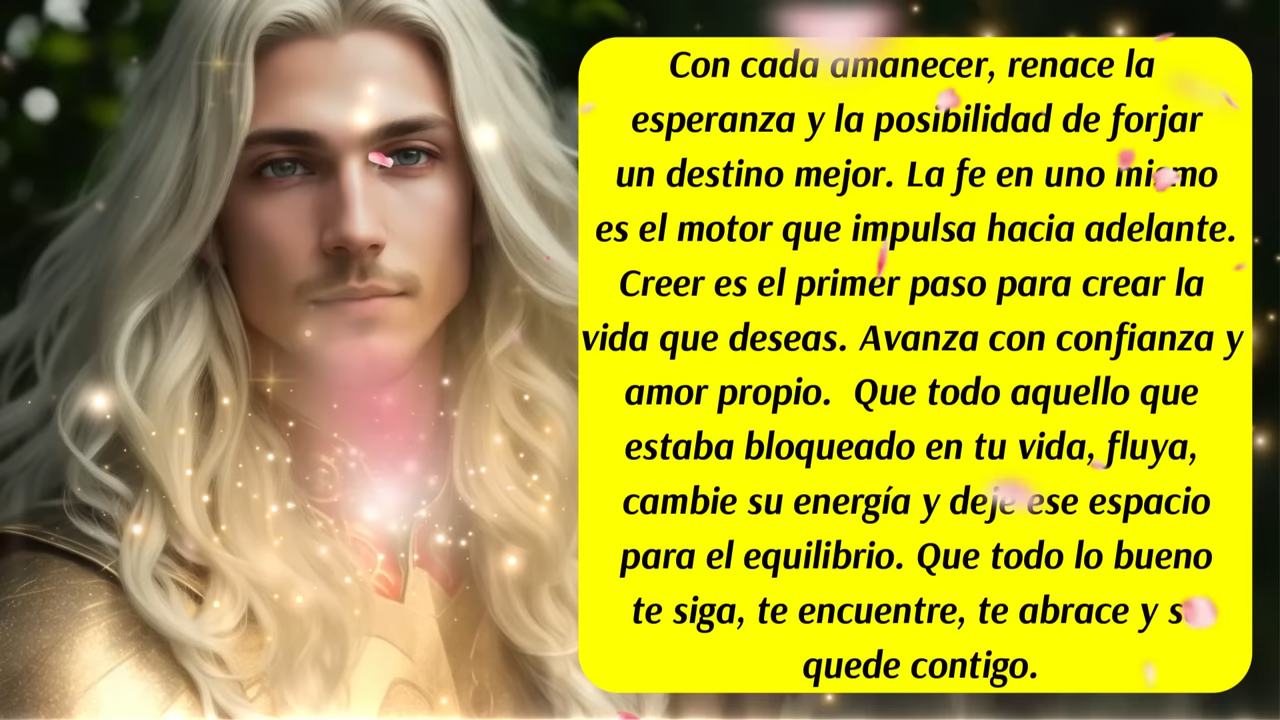 Con cada amanecer, renace la
esperanza y la posibilidad de forjar
un destino mejor. La fe en uno mismo
es el motor que impulsa hacia adelante.
Creer es el primer paso para crear la
vida que deseas. Avanza con confianza y
amor propio. Que todo aquello que
estaba bloqueado en tu vida, fluya,
cambie su energía y deje ese espacio
para el equilibrio. Que todo lo bueno
te siga, te encuentre, te abrace y se
quede contigo.